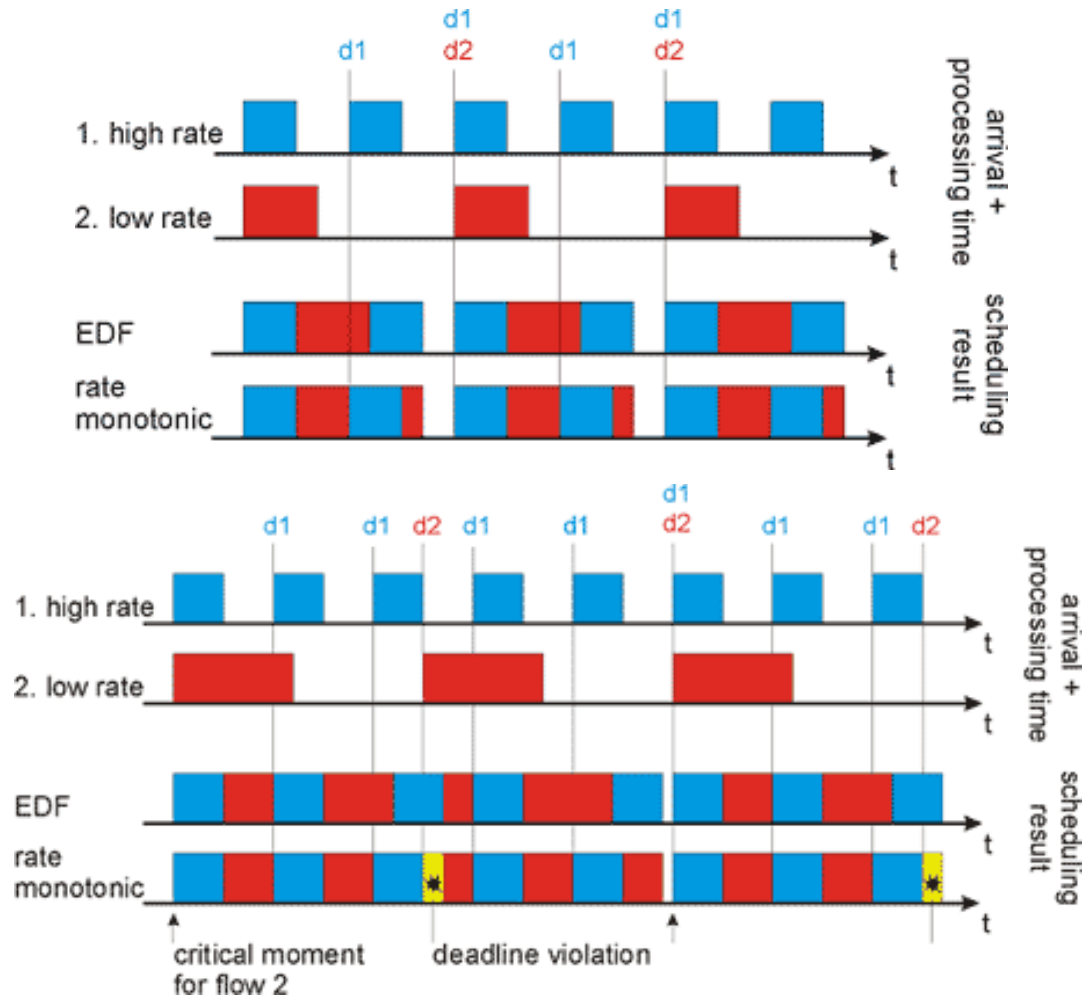 d1 d1
d1 d2 d1 d2
1. high rate
t
2. low rate
t
arrival +
processing time
EDF
t
rate
monotonic
t
scheduling
result
d1
d1 d1 d2 d1 d1 d2 d1 d1 d2
1. high rate
t
2. low rate
t
arrival +
processing time
EDF
t
rate
monotonic
t
scheduling
result
critical moment
for flow 2
deadline violation